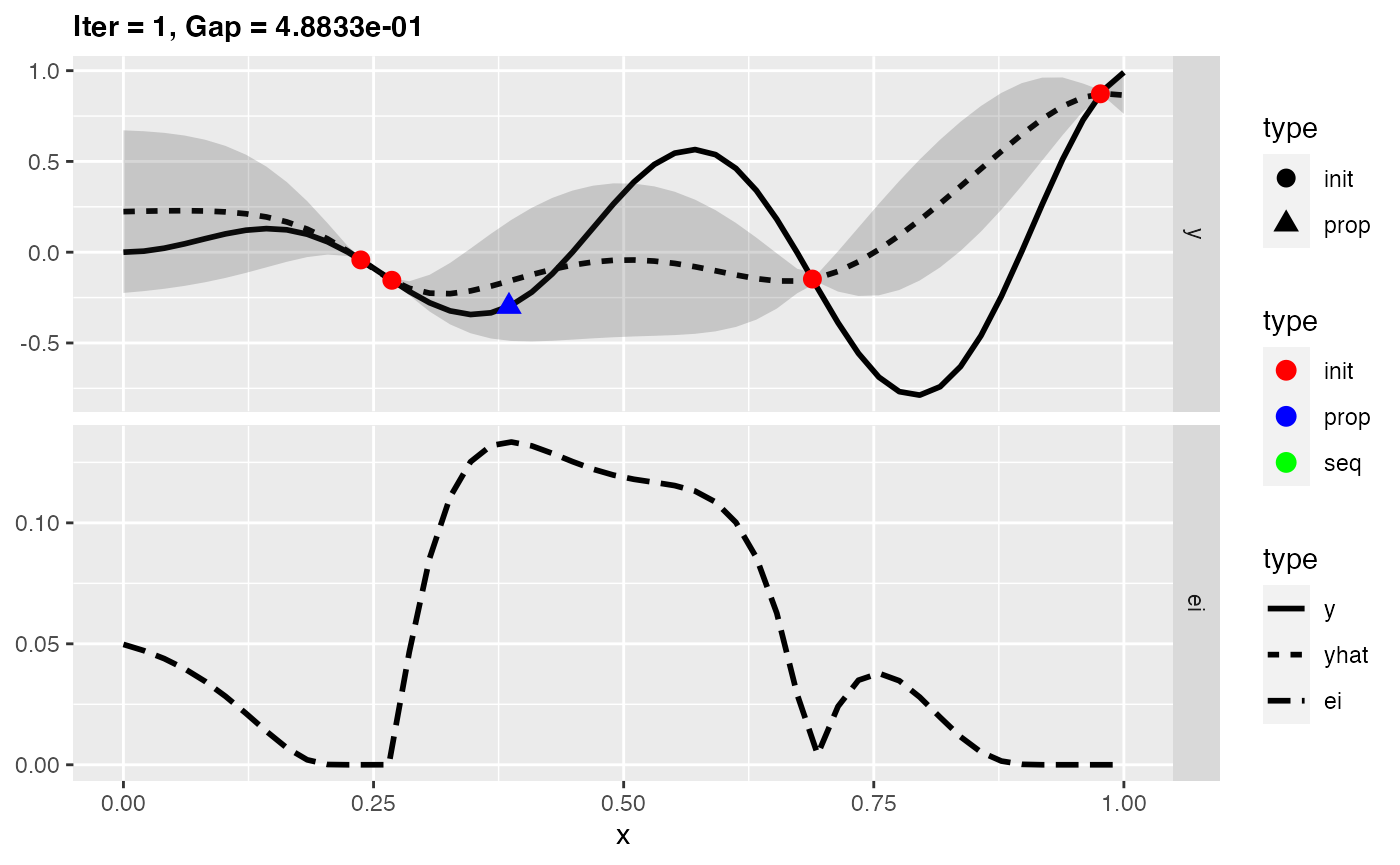 Iter = 1, Gap = 4.8833e-01
1.0
0.5
0.0
-0.5
y
0.10
0.05
0.00
ei
0.00 0.25 0.50 0.75 1.00
x
type
init
prop
type
init
prop
seq
type
y
yhat
ei